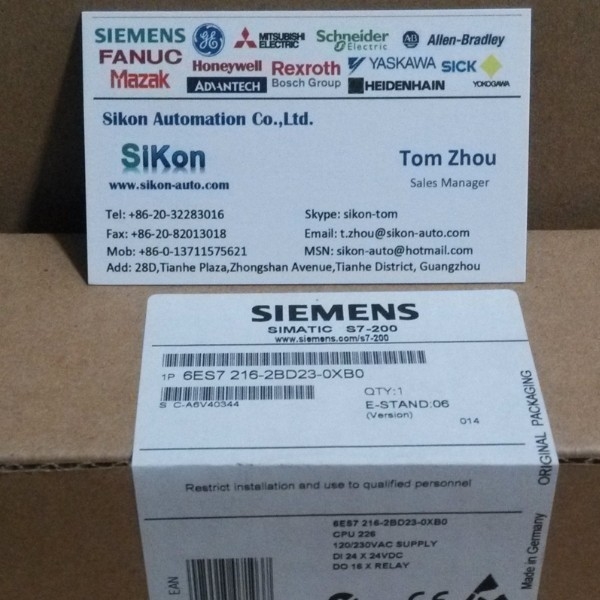 SIEMENS GE MITSUBISHI ELECTRIC Schneider Electric AB Allen-Bradley
FANUC Honeywell Rexroth Bosch Group YASKAWA SICK YOKOGAWA
Mazak ADVANTECH HEIDENHAIN
Sikon Automation Co.,Ltd.
SiKon
www.sikon-auto.com
Tom Zhou
Sales Manager
Tel: +86-20-32283016
Fax: +86-20-82013018
Mob: +86-0-13711575621
Skype: sikon-tom
Email: t.zhou@sikon-auto.com
MSN: sikon-auto@hotmail.com
Add: 28D,Tianhe Plaza,Zhongshan Avenue,Tianhe District, Guangzhou
SIEMENS
SIMATIC S7-200
www.siemens.com/s7-200
1P 6ES7 216-2BD23-0XB0
S C-A6V40344
QTY:1
E-STAND:06
(Version)
014
ORIGINAL PACKAGING
Restrict installation and use to qualified personnel
6ES7 216-2BD23-0XB0
CPU 226
120/230VAC SUPPLY
DI 24 X 24VDC
DO 16 X RELAY
EAN
Made in Germany